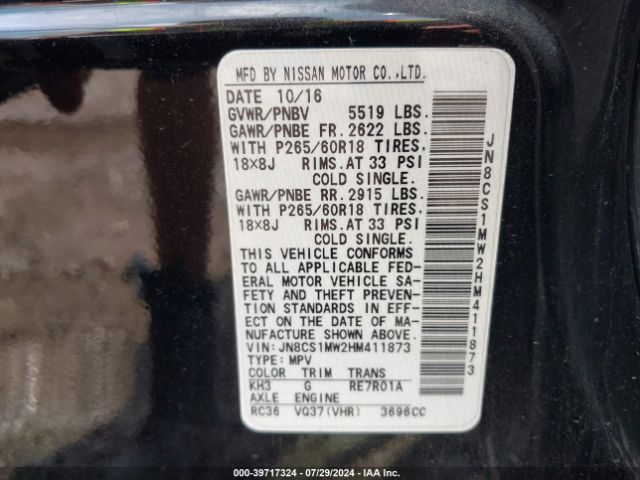 MFD BY NISSAN MOTOR CO.,LTD.
DATE 10/16
GVWR/PNBV 5519 LBS.
GAWR/PNBE FR. 2622 LBS.
WITH P265/60R18 TIRES,
18×8J RIMS. AT 33 PSI
COLD SINGLE.
GAWR/PNBE RR. 2915 LBS.
WITH P265/60R18 TIRES,
18×8J RIMS. AT 33 PSI
COLD SINGLE.
THIS VEHICLE CONFORMS
TO ALL APPLICABLE FED-
ERAL MOTOR VEHICLE SA-
FETY AND THEFT PREVEN-
TION STANDARDS IN EFF-
ECT ON THE DATE OF MA-
NUFACTURE SHOWN ABOVE.
VIN: JN8CS1MW2HM411873
TYPE: MPV
COLOR TRIM TRANS
KH3 G RE7R01A
AXLE ENGINE
RC36 VQ37(VHR) 3696CC
JN8CS1MW2HM411873
000-39717324 | 07/29/2024 | IAA Inc.